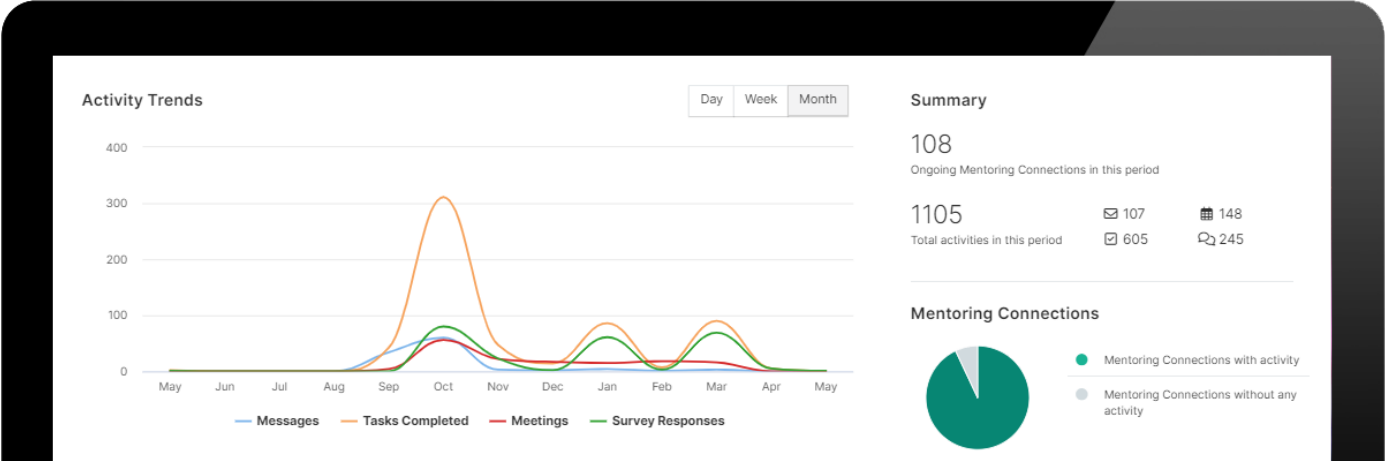 Activity Trends
Day Week Month
400
300
200
100
0
May Jun Jul Aug Sep Oct Nov Dec Jan Feb Mar Apr May
Messages Tasks Completed Meetings Survey Responses
Summary
108
Ongoing Mentoring Connections in this period
1105
Total activities in this period
107 148
605 245
Mentoring Connections
Mentoring Connections with activity
Mentoring Connections without any
activity